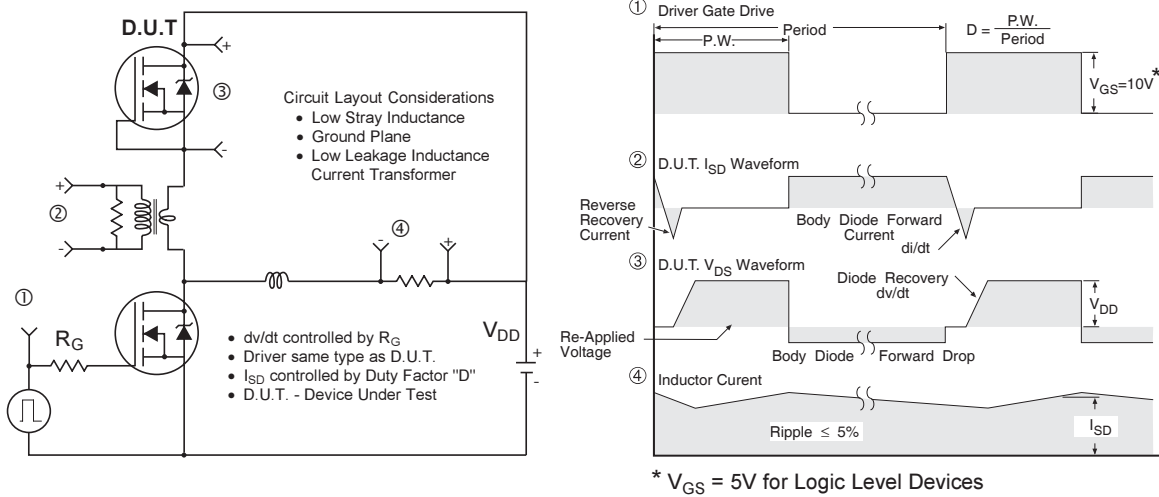 D.U.T
+
③
-
Circuit Layout Considerations
• Low Stray Inductance
• Ground Plane
• Low Leakage Inductance
Current Transformer
+
②
-
④
-
+
①
R_G
• dv/dt controlled by R_G
• Driver same type as D.U.T.
• I_SD controlled by Duty Factor "D"
• D.U.T. - Device Under Test
V_DD
+
-
① Driver Gate Drive
Period
P.W.
D = P.W. / Period
V_GS=10V*
② D.U.T. I_SD Waveform
Reverse
Recovery
Current
Body Diode Forward
Current
di/dt
③ D.U.T. V_DS Waveform
Diode Recovery
dv/dt
V_DD
Re-Applied
Voltage
Body Diode Forward Drop
④ Inductor Curent
Ripple ≤ 5%
I_SD
* V_GS = 5V for Logic Level Devices